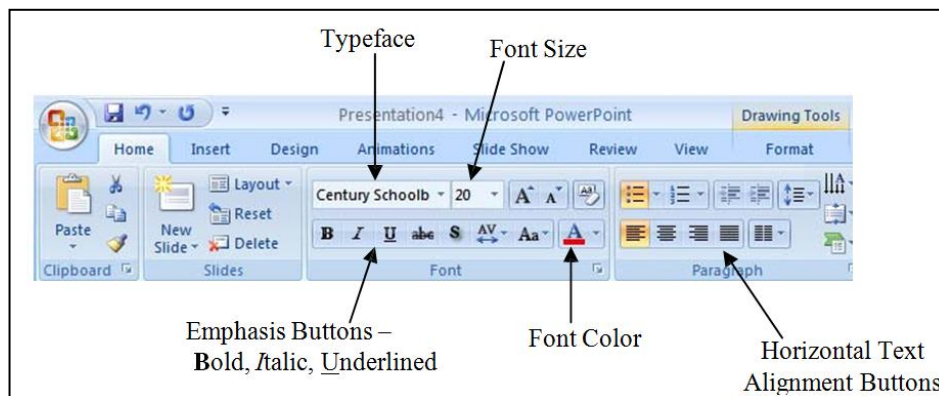 Typeface
Font Size
Presentation4 - Microsoft PowerPoint
Drawing Tools
Home Insert Design Animations Slide Show Review View Format
Paste
New Slide
Layout
Reset
Delete
Century Schoolb 20 A A Aa
B I U abc S AV Aa A
Clipboard Slides Font Paragraph
Emphasis Buttons –
Bold, Italic, Underlined
Font Color
Horizontal Text
Alignment Buttons